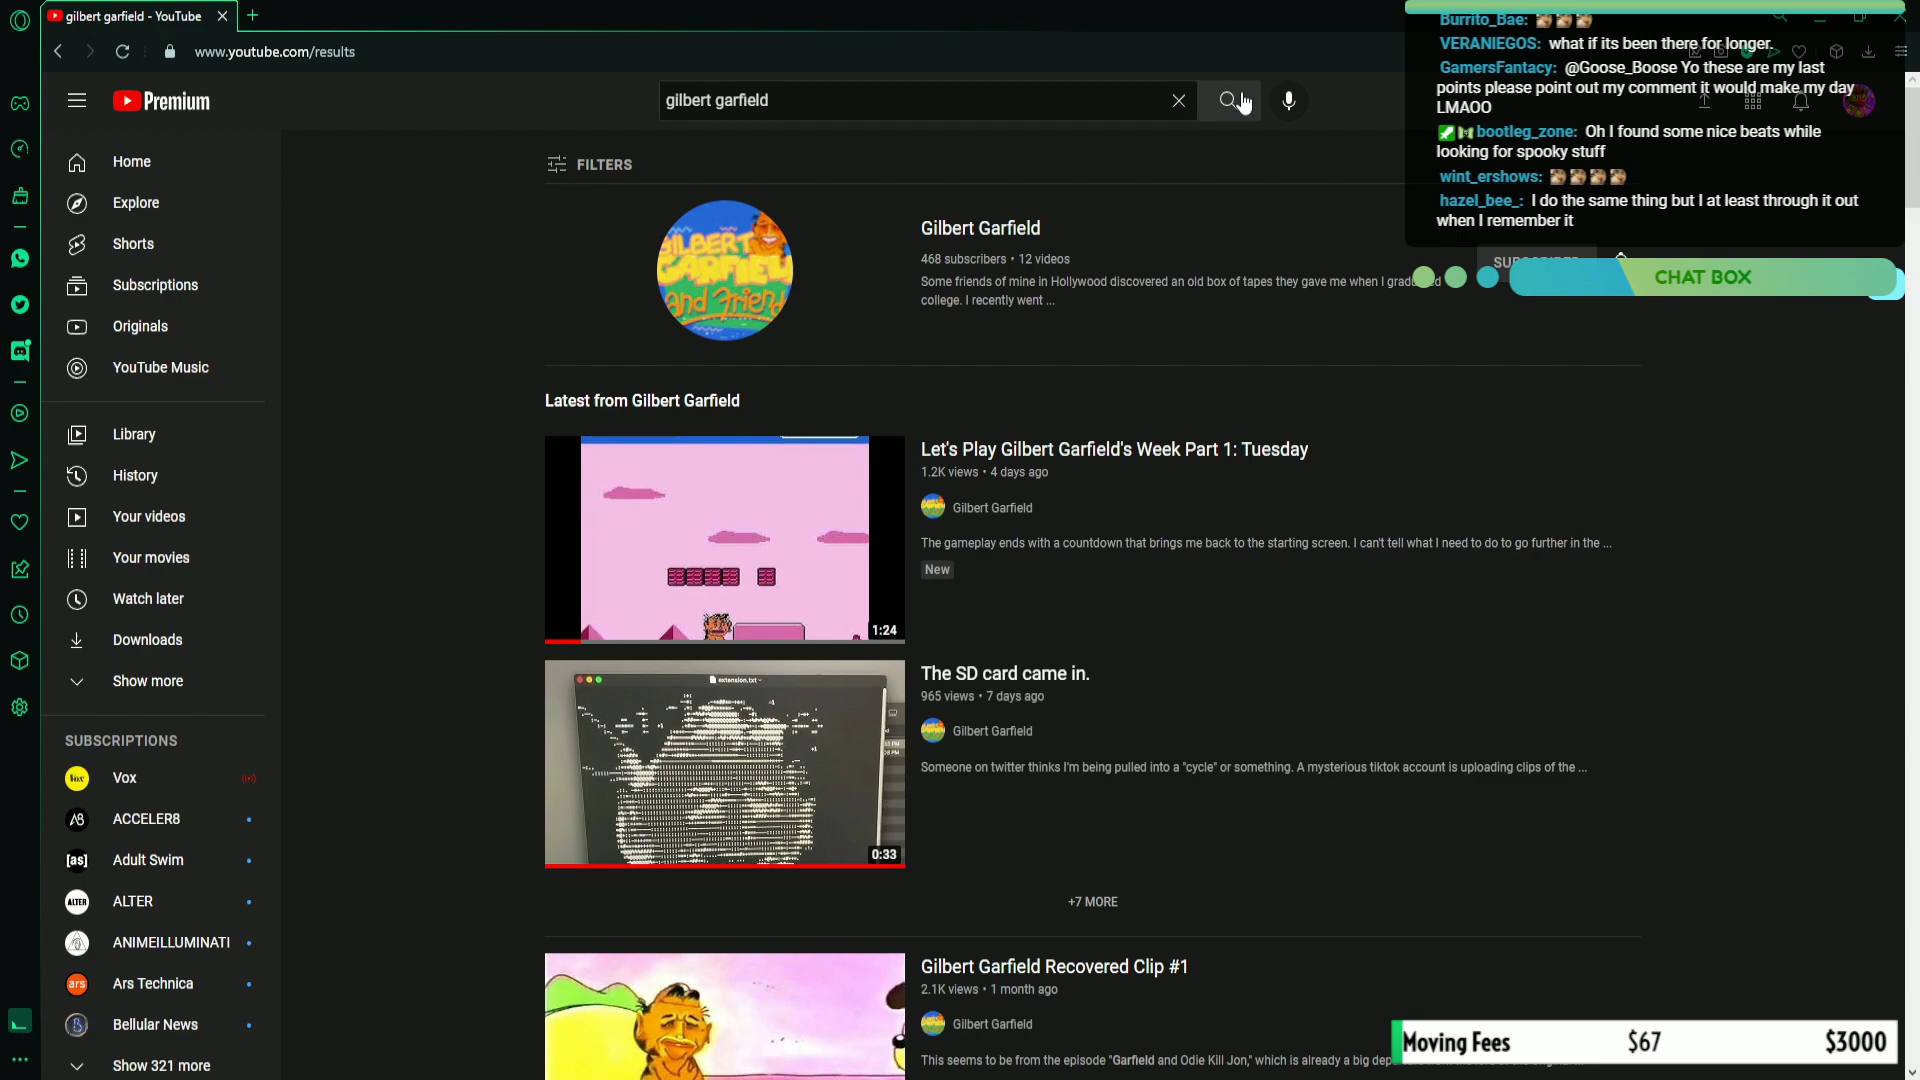 gilbert garfield - YouTube
www.youtube.com/results
Premium
gilbert garfield
Home
Explore
Shorts
Subscriptions
Originals
YouTube Music
Library
History
Your videos
Your movies
Watch later
Downloads
Show more
SUBSCRIPTIONS
Vox
ACCELER8
Adult Swim
ALTER
ANIMEILLUMINATI
Ars Technica
Bellular News
Show 321 more
FILTERS
GILBERT
GARFIELD
and Friends
Gilbert Garfield
468 subscribers • 12 videos
Some friends of mine in Hollywood discovered an old box of tapes they gave me when I grad
college. I recently went ...
Latest from Gilbert Garfield
1:24
Let's Play Gilbert Garfield's Week Part 1: Tuesday
1.2K views • 4 days ago
Gilbert Garfield
The gameplay ends with a countdown that brings me back to the starting screen. I can't tell what I need to do to go further in the ...
New
extension.txt
0:33
The SD card came in.
965 views • 7 days ago
Gilbert Garfield
Someone on twitter thinks I'm being pulled into a "cycle" or something. A mysterious tiktok account is uploading clips of the ...
+7 MORE
Gilbert Garfield Recovered Clip #1
2.1K views • 1 month ago
Gilbert Garfield
This seems to be from the episode "Garfield and Odie Kill Jon," which is already a big dep
Burrito_Bae:
VERANIEGOS: what if its been there for longer.
GamersFantacy: @Goose_Boose Yo these are my last
points please point out my comment it would make my day
LMAOO
bootleg_zone: Oh I found some nice beats while
looking for spooky stuff
wint_ershows:
hazel_bee_: I do the same thing but I at least through it out
when I remember it
CHAT BOX
Moving Fees $67 $3000